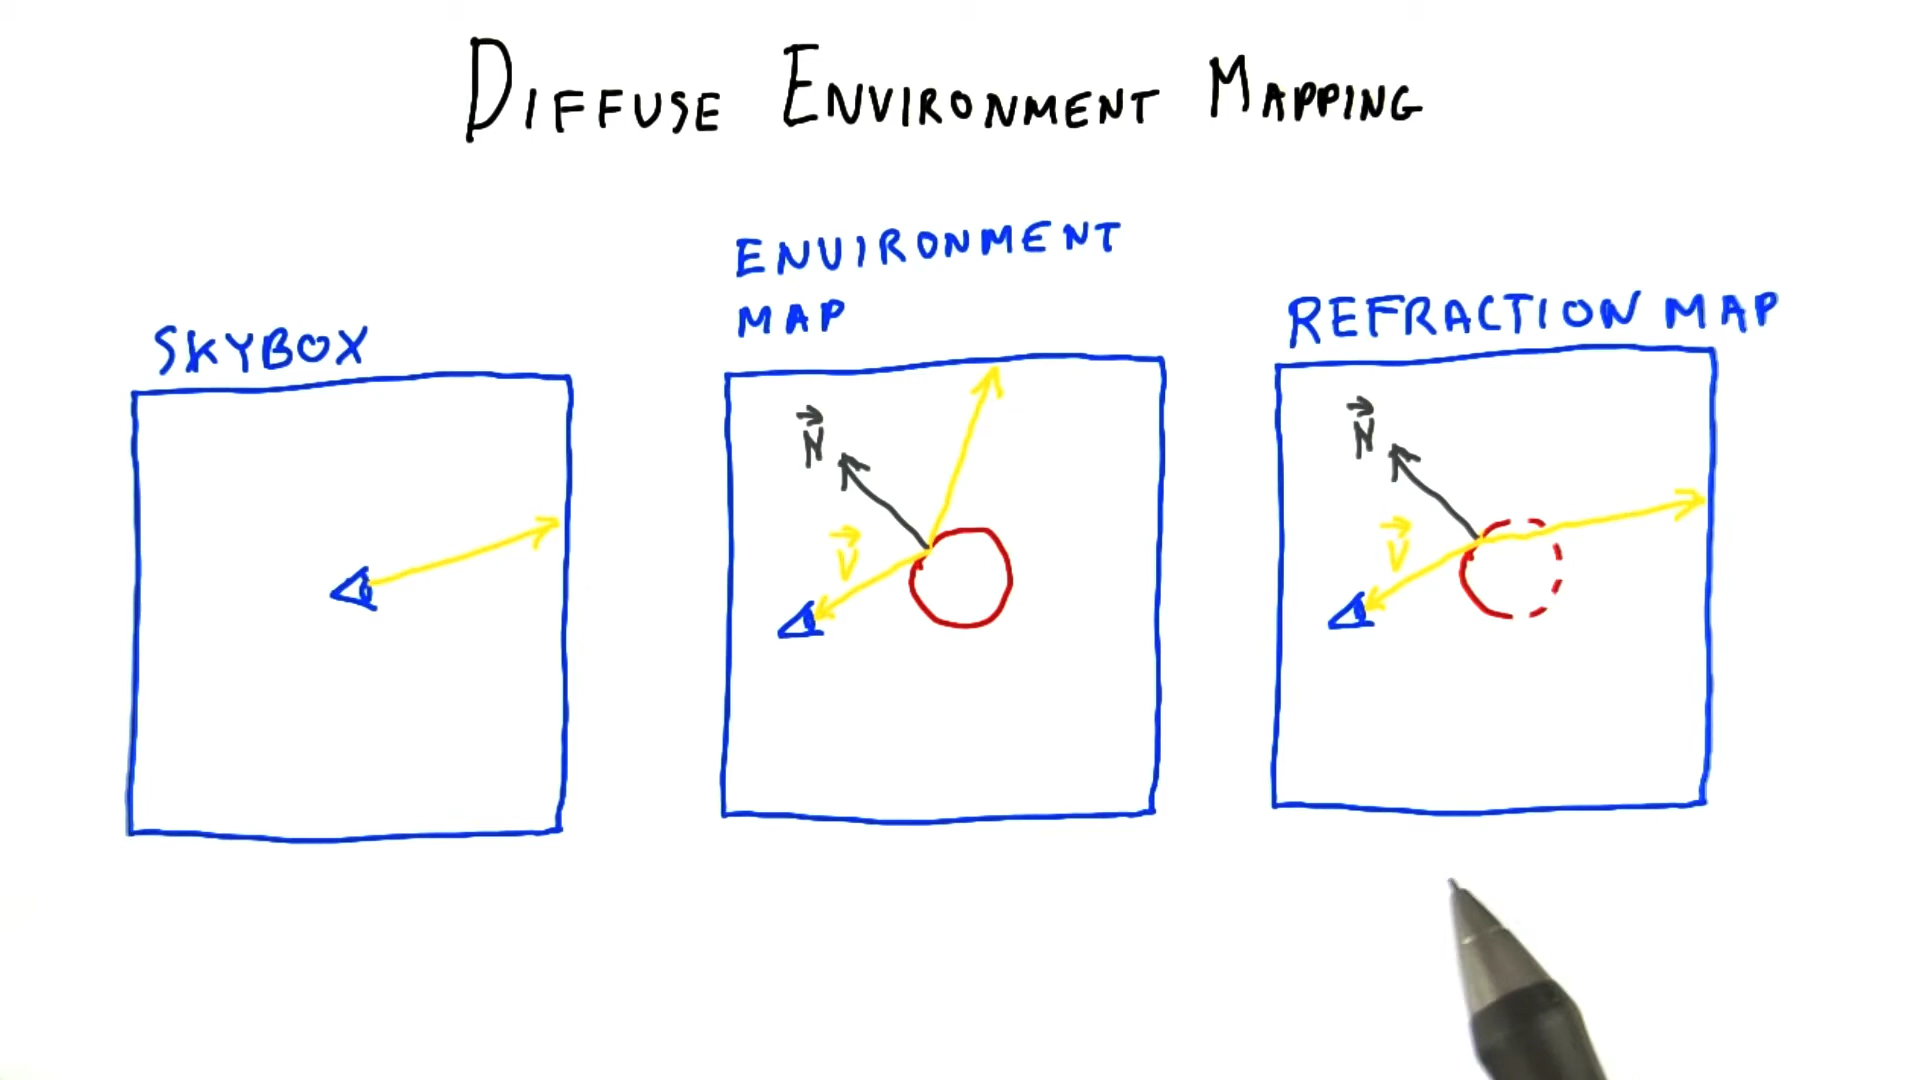 DIFFUSE ENVIRONMENT MAPPING
SKYBOX
ENVIRONMENT
MAP
REFRACTION MAP
N
V
N
V